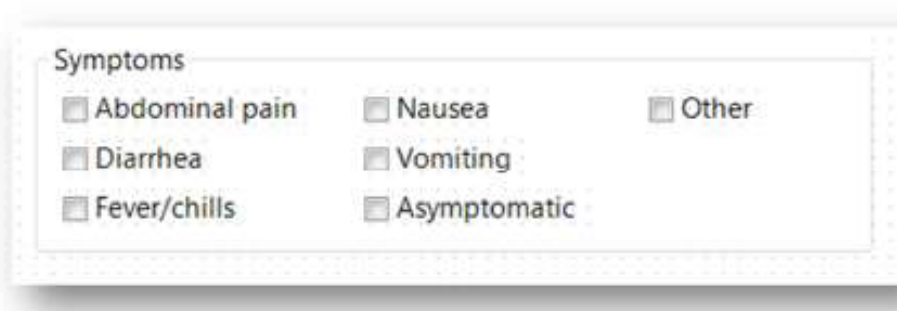 Symptoms
Abdominal pain Nausea Other
Diarrhea Vomiting
Fever/chills Asymptomatic